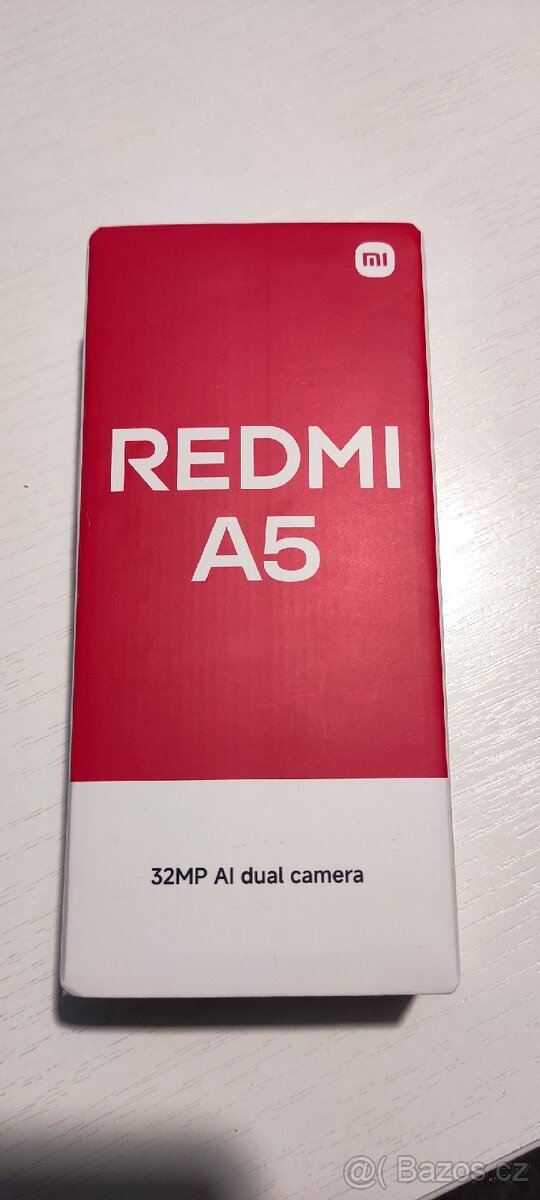 mi
REDMI
A5
32MP AI dual camera
@( Bazos.cz